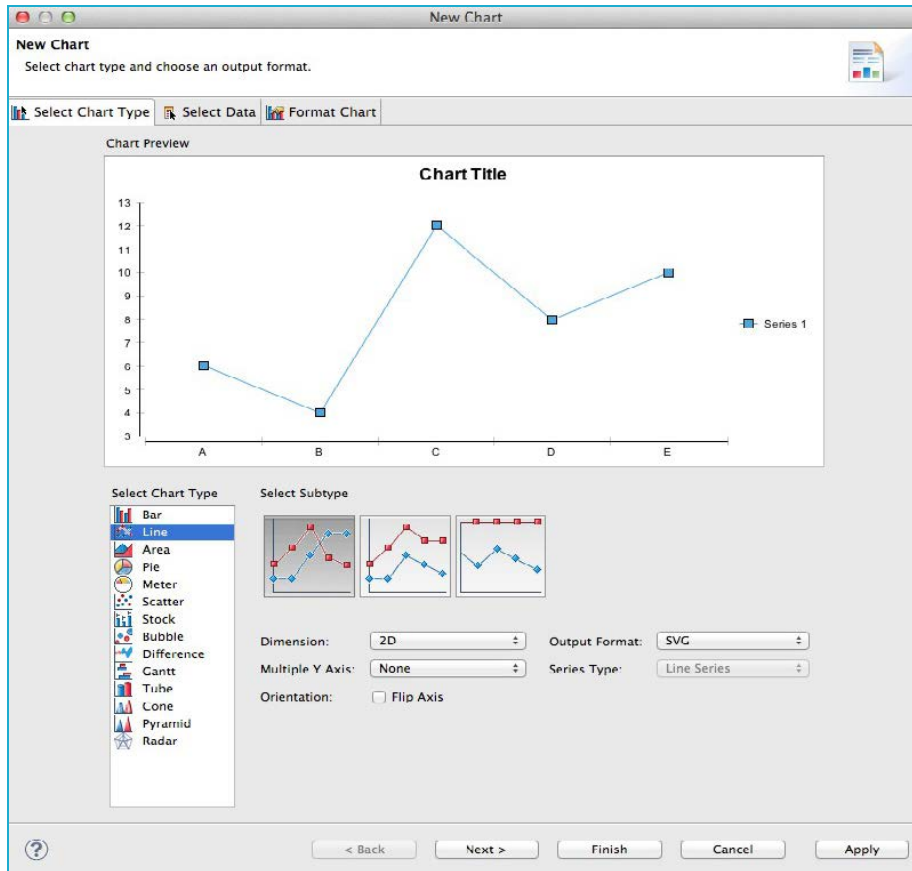 New Chart
New Chart
Select chart type and choose an output format.
Select Chart Type
Select Data
Format Chart
Chart Preview
Chart Title
13
12
11
10
9
8
7
6
5
4
3
A
B
C
D
E
Series 1
Select Chart Type
Bar
Line
Area
Pie
Meter
Scatter
Stock
Bubble
Difference
Gantt
Tube
Cone
Pyramid
Radar
Select Subtype
Dimension:
2D
Output Format:
SVG
Multiple Y Axis:
None
Series Type:
Line Series
Orientation:
Flip Axis
?
< Back
Next >
Finish
Cancel
Apply